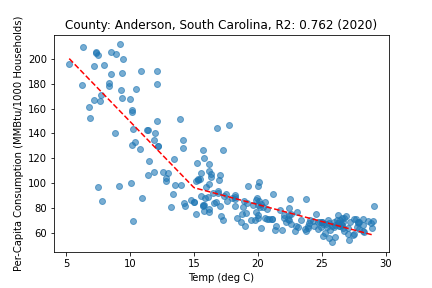 County: Anderson, South Carolina, R2: 0.762 (2020)
Per-Capita Consumption (MMBtu/1000 Households)
200
180
160
140
120
100
80
60
5 10 15 20 25 30
Temp (deg C)